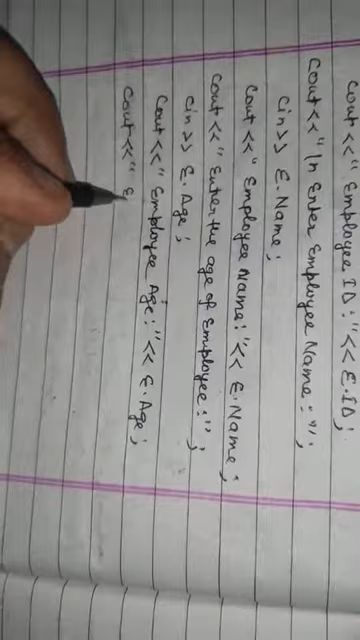 cout << "Employee ID : " << E.ID ;
cout << " \n Enter Employee Name : " ;
cin >> E.Name ;
cout << " Employee Name : " << E.Name ;
cout << " Enter the age of Employee : " ;
cin >> E.Age ;
cout << " Employee Age : " << E.Age ;
cout << " E